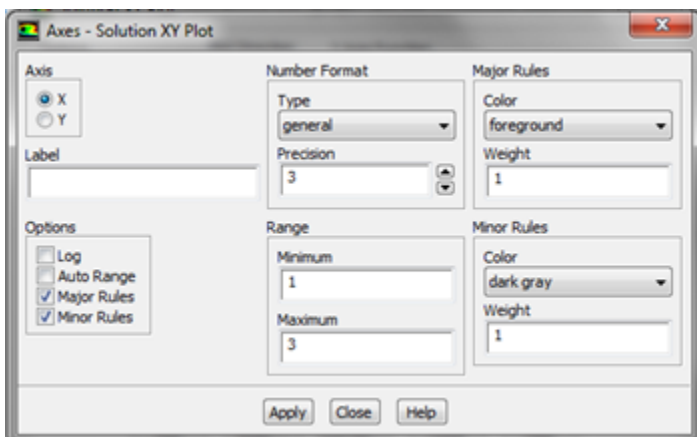 Axes - Solution XY Plot
Axis
X
Y
Label
Options
Log
Auto Range
Major Rules
Minor Rules
Number Format
Type
general
Precision
3
Range
Minimum
1
Maximum
3
Major Rules
Color
foreground
Weight
1
Minor Rules
Color
dark gray
Weight
1
Apply Close Help